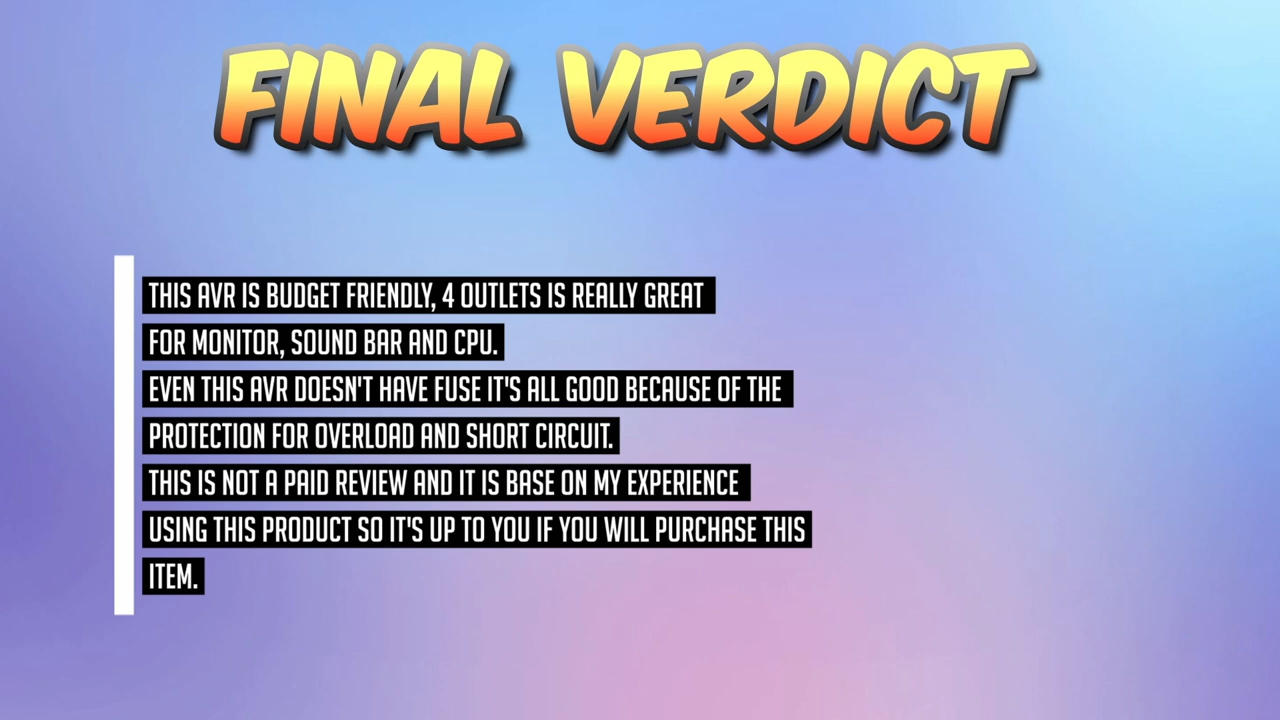 FINAL VERDICT
THIS AVR IS BUDGET FRIENDLY, 4 OUTLETS IS REALLY GREAT
FOR MONITOR, SOUND BAR AND CPU.
EVEN THIS AVR DOESN'T HAVE FUSE IT'S ALL GOOD BECAUSE OF THE
PROTECTION FOR OVERLOAD AND SHORT CIRCUIT.
THIS IS NOT A PAID REVIEW AND IT IS BASE ON MY EXPERIENCE
USING THIS PRODUCT SO IT'S UP TO YOU IF YOU WILL PURCHASE THIS
ITEM.